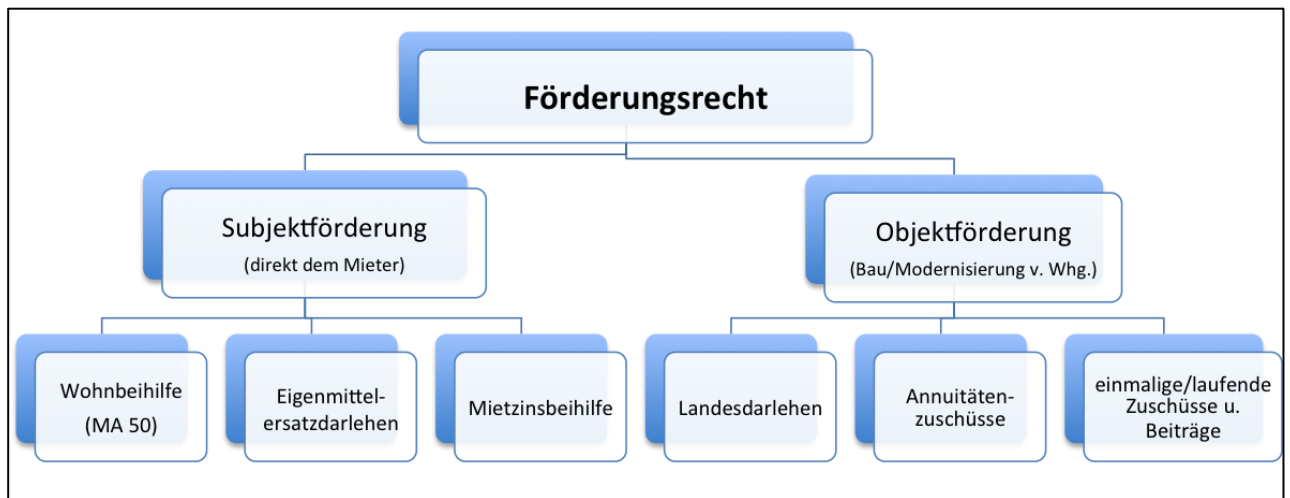 Förderungsrecht
Subjektförderung
(direkt dem Mieter)
Objektförderung
(Bau/Modernisierung v. Whg.)
Wohnbeihilfe
(MA 50)
Eigenmittel-
ersatzdarlehen
Mietzinsbeihilfe
Landesdarlehen
Annuitäten-
zuschüsse
einmalige/laufende
Zuschüsse u.
Beiträge